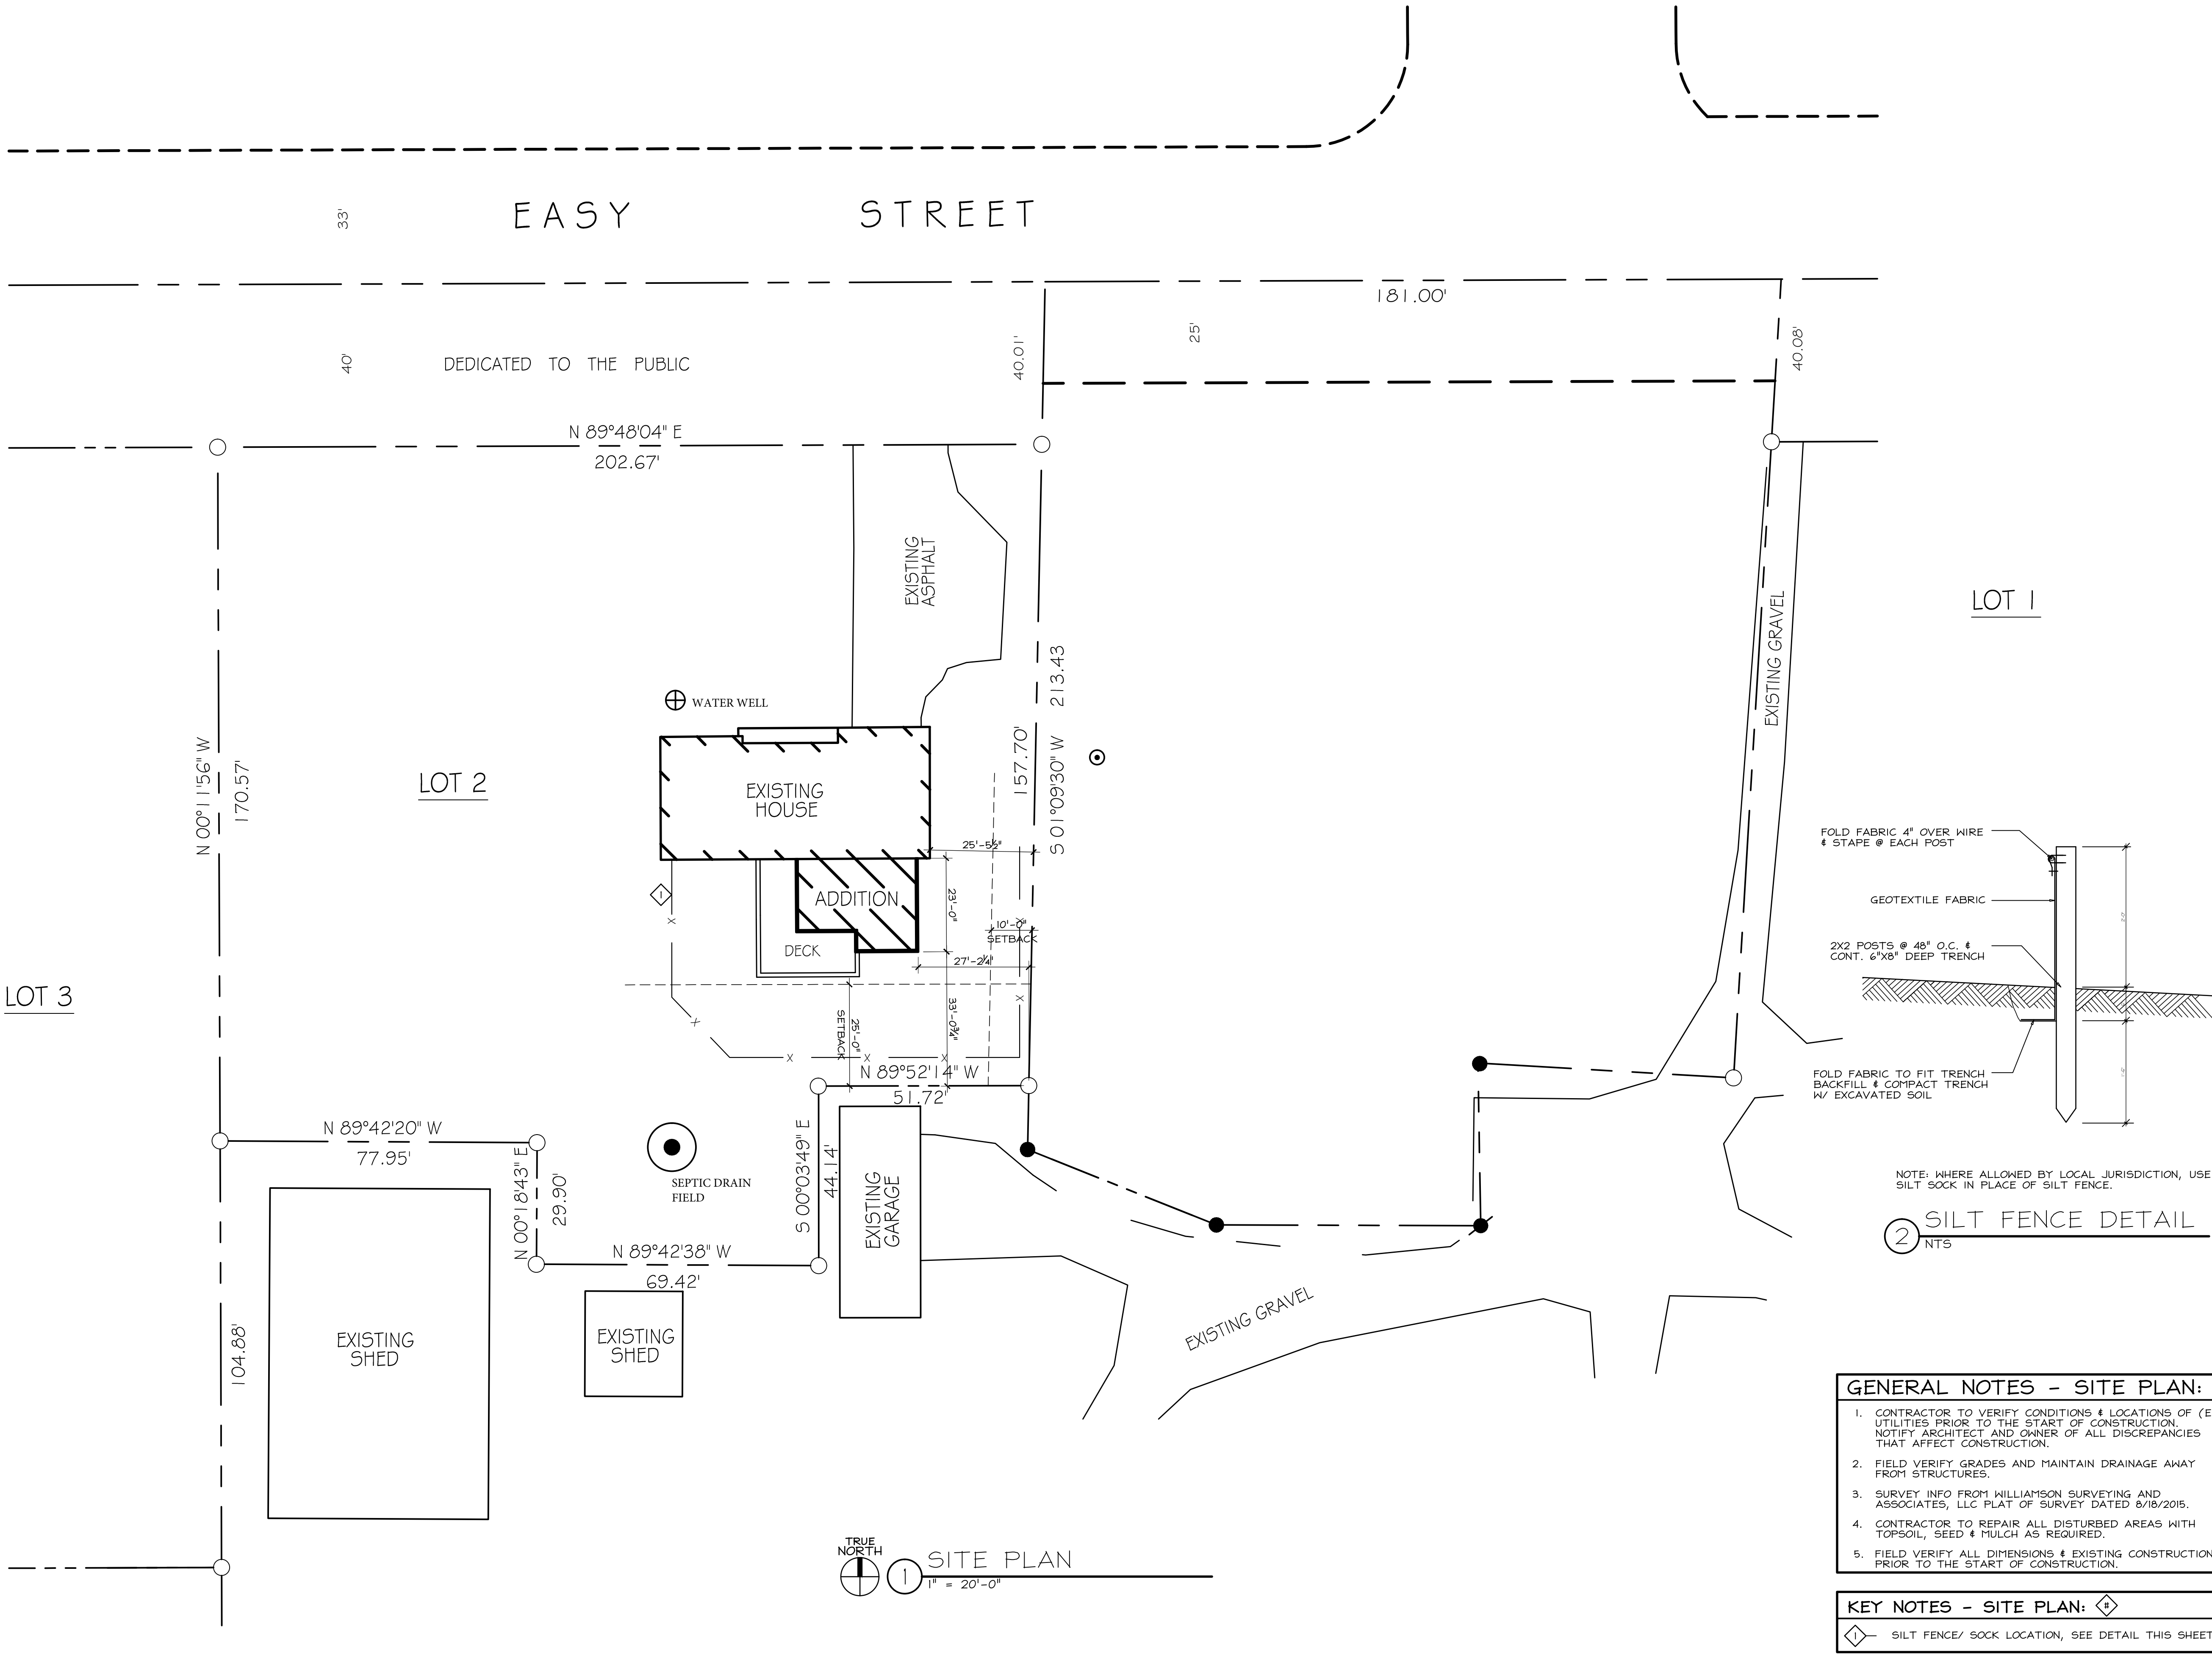 33'
EASY STREET
181.00'
40'
DEDICATED TO THE PUBLIC
40.01'
25'
40.08'
N 89°48'04" E
202.67'
EXISTING
ASPHALT
LOT 1
EXISTING GRAVEL
WATER WELL
N 00°11'56" W
170.57'
LOT 2
EXISTING
HOUSE
157.70'
S 01°09'30" W 213.43
25'-5½"
1
ADDITION
23'-0"
10'-0"
SETBACK
DECK
27'-2¼"
X
X
X
X
X
X
X
SETBACK
25'-0"
33'-0¾"
LOT 3
N 89°52'14" W
51.72'
N 89°42'20" W
77.95'
N 00°18'43" E
29.90'
SEPTIC DRAIN
FIELD
S 00°03'49" E
44.14'
EXISTING
GARAGE
N 89°42'38" W
69.42'
EXISTING
SHED
EXISTING
SHED
104.88'
EXISTING GRAVEL
TRUE
NORTH
1
SITE PLAN
1" = 20'-0"
FOLD FABRIC 4" OVER WIRE
& STAPE @ EACH POST
GEOTEXTILE FABRIC
2X2 POSTS @ 48" O.C. &
CONT. 6"X8" DEEP TRENCH
FOLD FABRIC TO FIT TRENCH
BACKFILL & COMPACT TRENCH
W/ EXCAVATED SOIL
NOTE: WHERE ALLOWED BY LOCAL JURISDICTION, USE
SILT SOCK IN PLACE OF SILT FENCE.
2
SILT FENCE DETAIL
NTS
GENERAL NOTES - SITE PLAN:
1. CONTRACTOR TO VERIFY CONDITIONS & LOCATIONS OF (E
UTILITIES PRIOR TO THE START OF CONSTRUCTION.
NOTIFY ARCHITECT AND OWNER OF ALL DISCREPANCIES
THAT AFFECT CONSTRUCTION.
2. FIELD VERIFY GRADES AND MAINTAIN DRAINAGE AWAY
FROM STRUCTURES.
3. SURVEY INFO FROM WILLIAMSON SURVEYING AND
ASSOCIATES, LLC PLAT OF SURVEY DATED 8/18/2015.
4. CONTRACTOR TO REPAIR ALL DISTURBED AREAS WITH
TOPSOIL, SEED & MULCH AS REQUIRED.
5. FIELD VERIFY ALL DIMENSIONS & EXISTING CONSTRUCTION
PRIOR TO THE START OF CONSTRUCTION.
KEY NOTES - SITE PLAN: #
1 SILT FENCE/ SOCK LOCATION, SEE DETAIL THIS SHEET